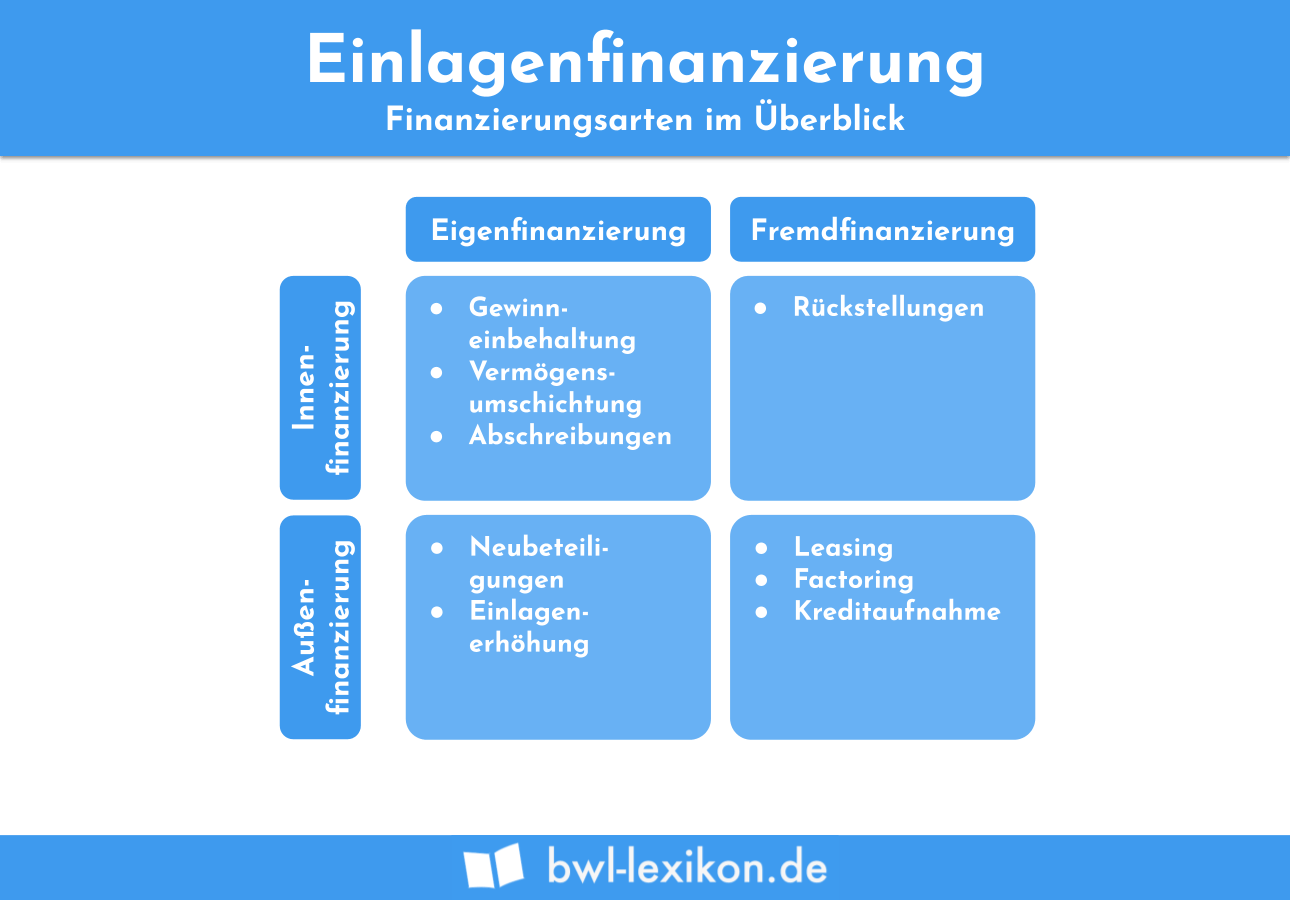 Einlagenfinanzierung
Finanzierungsarten im Überblick
Eigenfinanzierung
Fremdfinanzierung
Innen-
finanzierung
● Gewinn-
einbehaltung
● Vermögens-
umschichtung
● Abschreibungen
● Rückstellungen
Außen-
finanzierung
● Neubeteili-
gungen
● Einlagen-
erhöhung
● Leasing
● Factoring
● Kreditaufnahme
bwl-lexikon.de